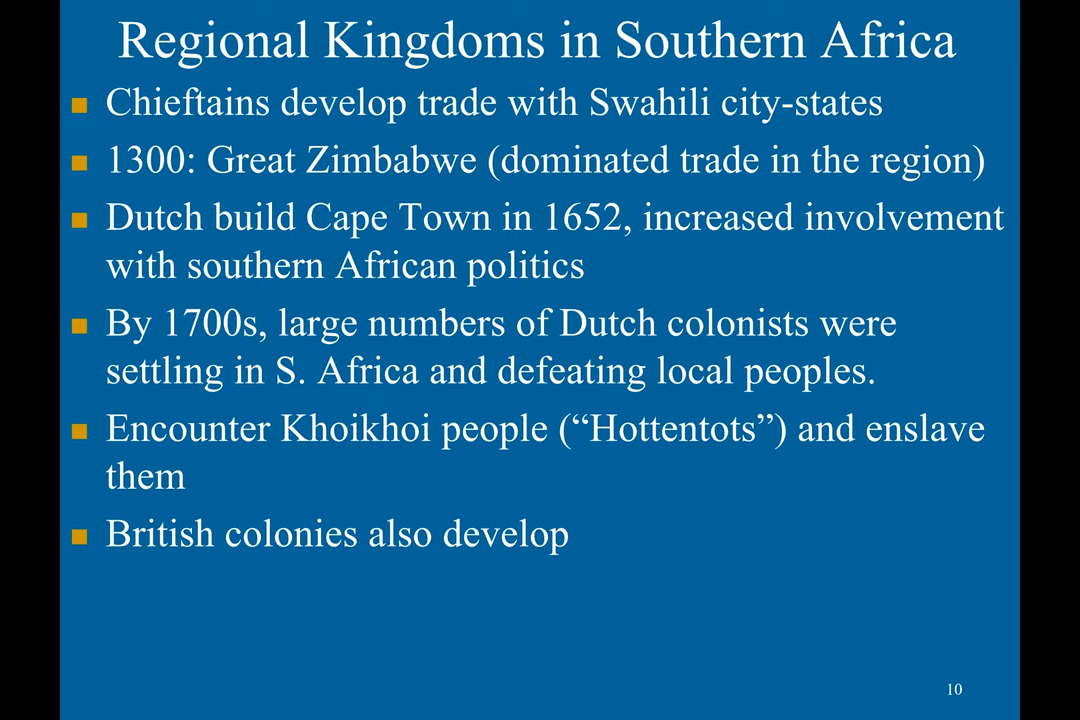 Regional Kingdoms in Southern Africa
Chieftains develop trade with Swahili city-states
1300: Great Zimbabwe (dominated trade in the region)
Dutch build Cape Town in 1652, increased involvement
with southern African politics
By 1700s, large numbers of Dutch colonists were
settling in S. Africa and defeating local peoples.
Encounter Khoikhoi people (“Hottentots”) and enslave
them
British colonies also develop
10